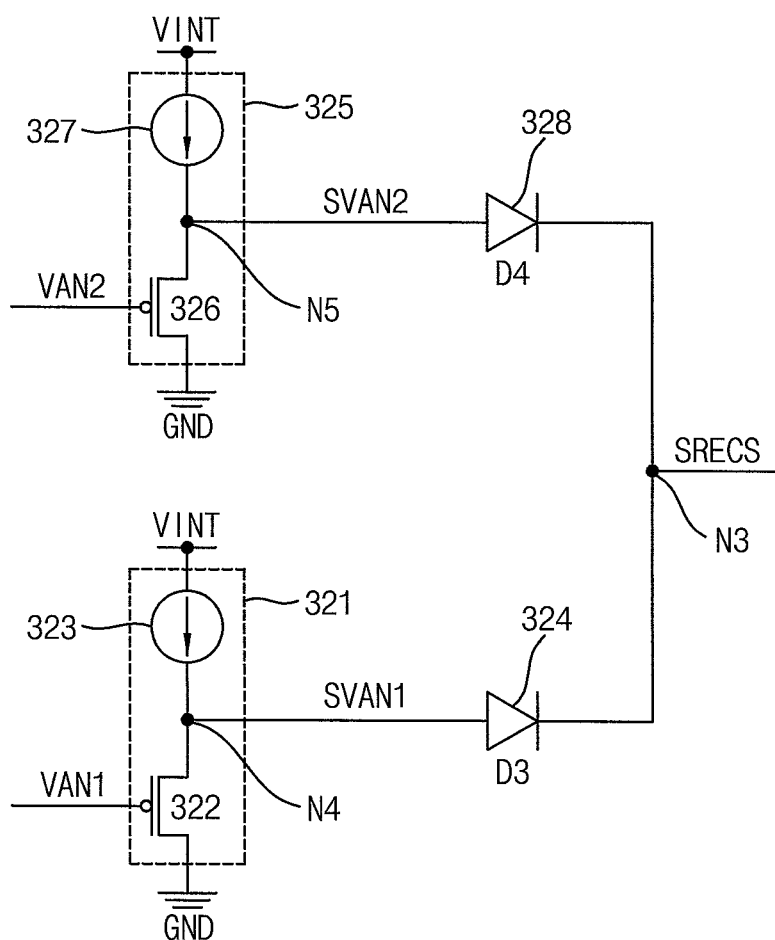 VINT
325
327
328
SVAN2
D4
VAN2
326
N5
GND
SRECS
N3
VINT
321
323
324
SVAN1
D3
VAN1
322
N4
GND